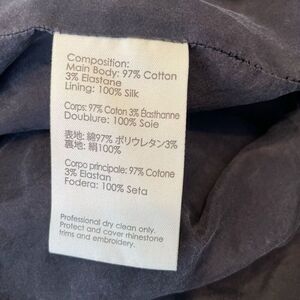 Composition:
Main Body: 97% Cotton
3% Elastane
Lining: 100% Silk
Corps: 97% Coton 3% Élasthanne
Doublure: 100% Soie
表地: 綿97% ポリウレタン3%
裏地: 絹100%
Corpo principale: 97% Cotone
3% Elastan
Fodera: 100% Seta
Professional dry clean only.
Protect and cover rhinestone
trims and embroidery.